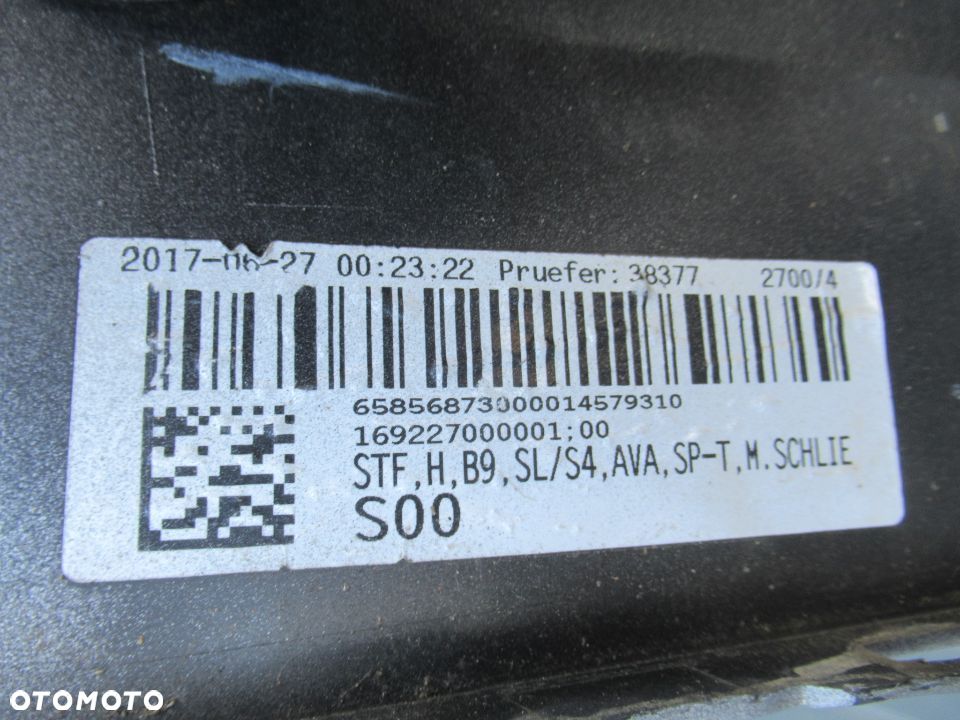 2017-06-27 00:23:22 Pruefer:38377 2700/4
65856873000014579310
169227000001;00
STF,H,B9,SL/S4,AVA,SP-T,M.SCHLIE
S00
OTOMOTO